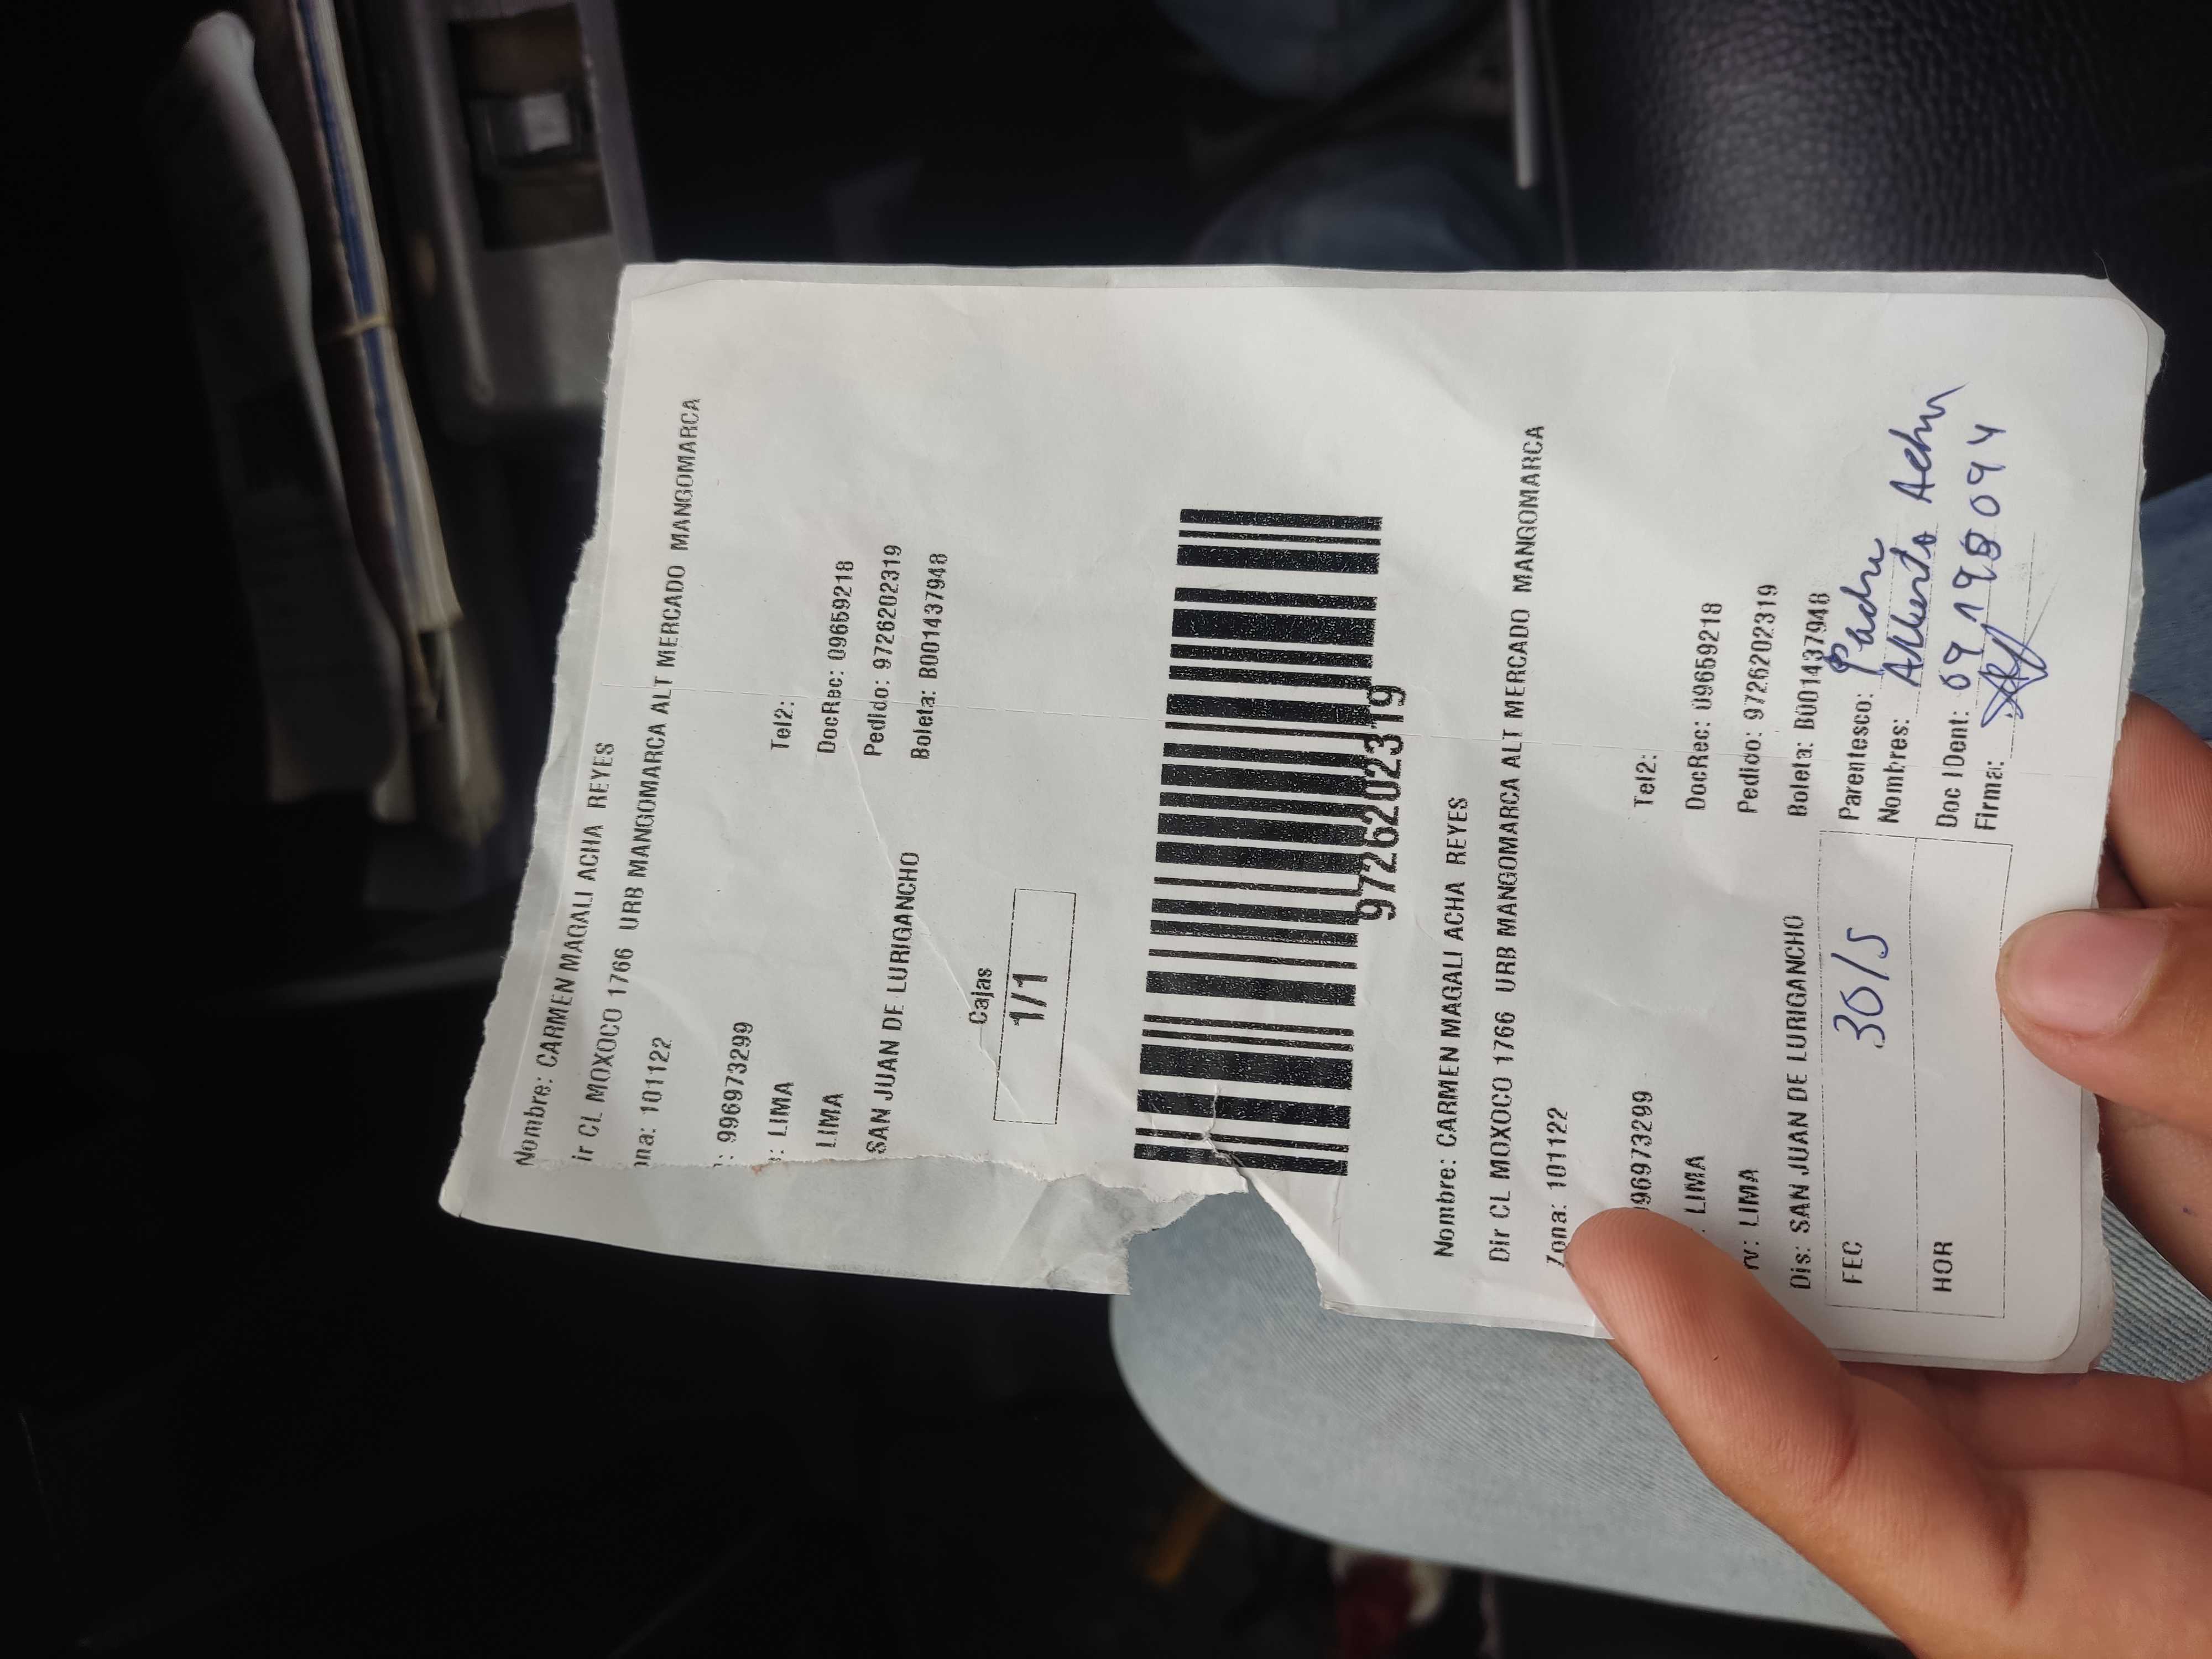 Nombre: CARMEN MAGALI ACHA REYES
ir CL MOXOCO 1766 URB MANGOMARCA ALT MERCADO MANGOMARCA
ona: 101122
: 996973299 Tel2:
: LIMA DocRec: 09659218
LIMA Pedido: 9726202319
SAN JUAN DE LURIGANCHO Boleta: B001437948
Cajas
1/1
9726202319
Nombre: CARMEN MAGALI ACHA REYES
Dir CL MOXOCO 1766 URB MANGOMARCA ALT MERCADO MANGOMARCA
Zona: 101122
96973299 Tel2:
LIMA DocRec: 09659218
rv: LIMA Pedido: 9726202319
Dis: SAN JUAN DE LURIGANCHO Boleta: B001437948
FEC 30/5 Parentesco: Padre
Nombres: Alberto Acha
HOR Doc IDent: 09198094
Firma: